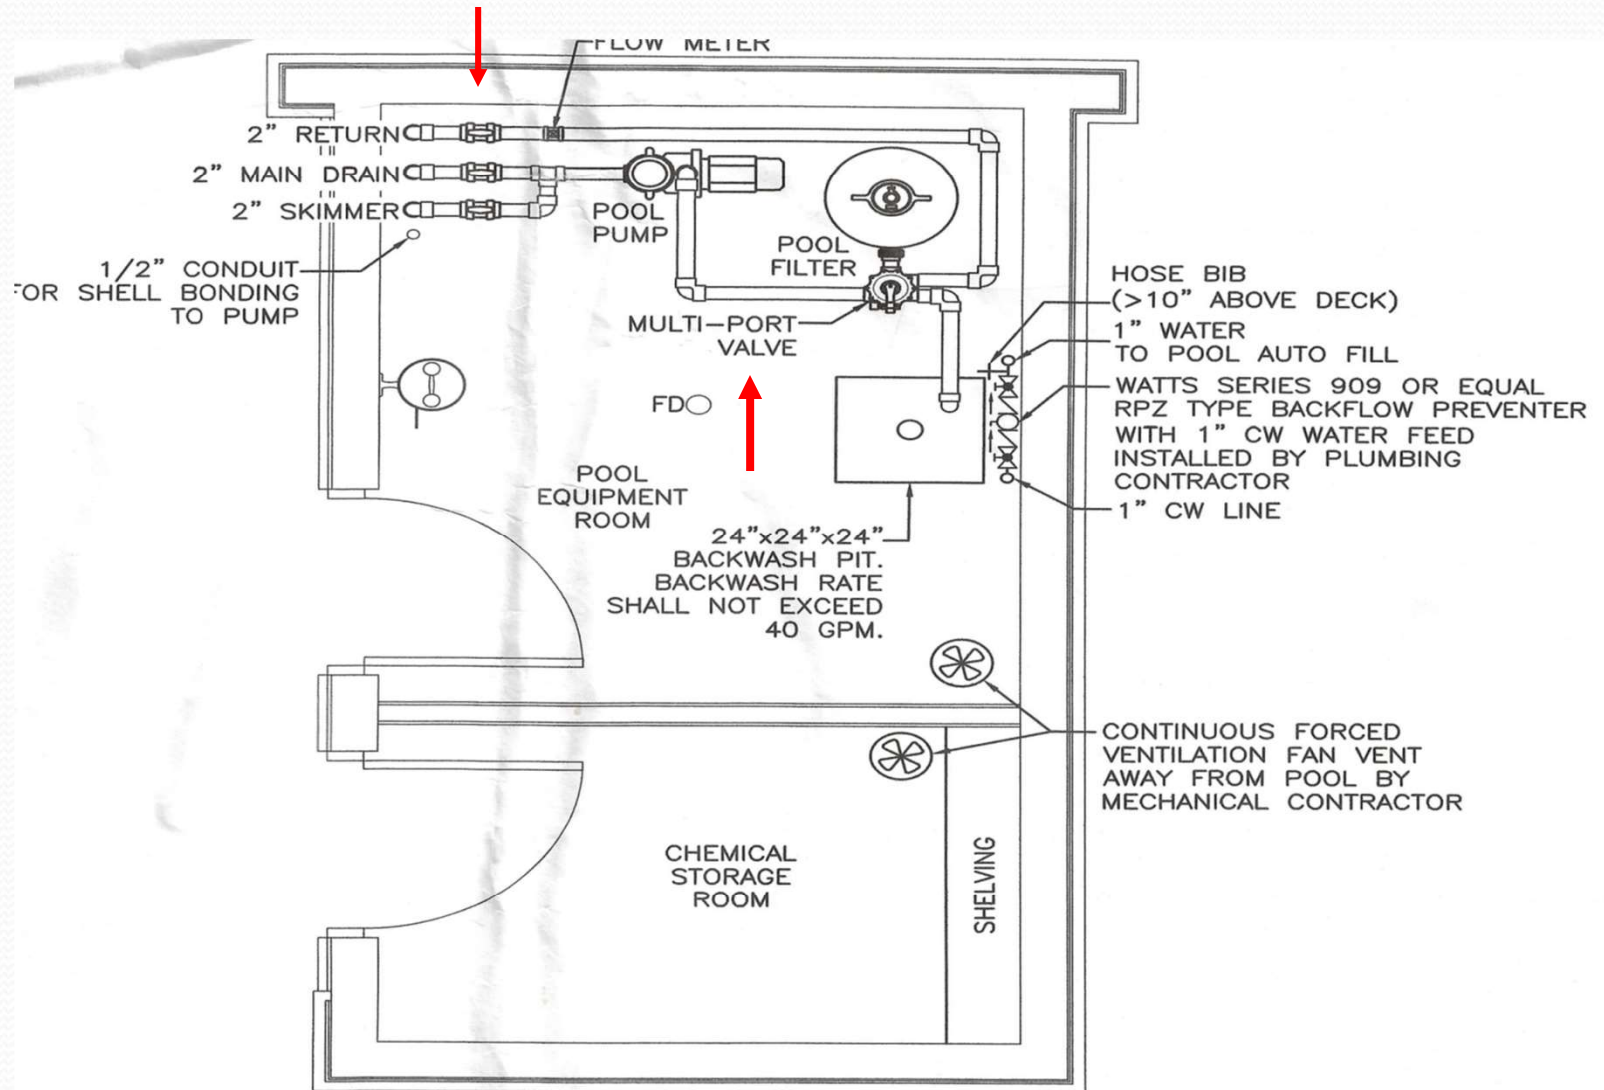 FLOW METER
2" RETURN
2" MAIN DRAIN
2" SKIMMER
1/2" CONDUIT
FOR SHELL BONDING
TO PUMP
POOL
PUMP
POOL
FILTER
MULTI-PORT
VALVE
FD
HOSE BIB
(>10" ABOVE DECK)
1" WATER
TO POOL AUTO FILL
WATTS SERIES 909 OR EQUAL
RPZ TYPE BACKFLOW PREVENTER
WITH 1" CW WATER FEED
INSTALLED BY PLUMBING
CONTRACTOR
1" CW LINE
POOL
EQUIPMENT
ROOM
24"x24"x24"
BACKWASH PIT.
BACKWASH RATE
SHALL NOT EXCEED
40 GPM.
CONTINUOUS FORCED
VENTILATION FAN VENT
AWAY FROM POOL BY
MECHANICAL CONTRACTOR
CHEMICAL
STORAGE
ROOM
SHELVING